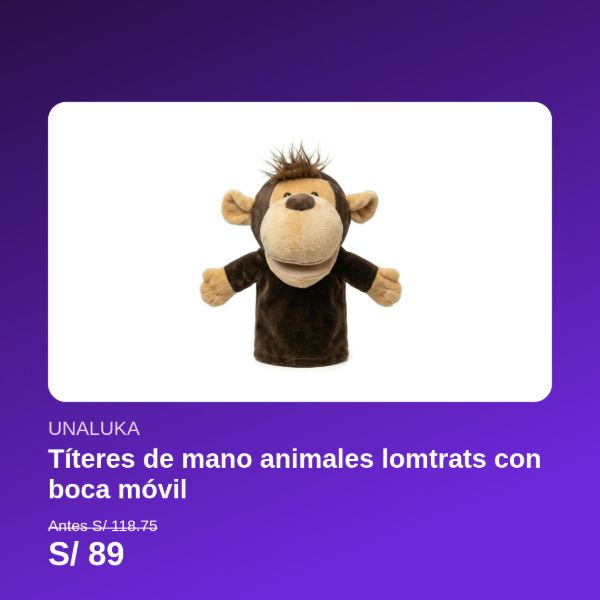 UNALUKA
Títeres de mano animales lomtrats con
boca móvil
Antes S/ 118.75
S/ 89